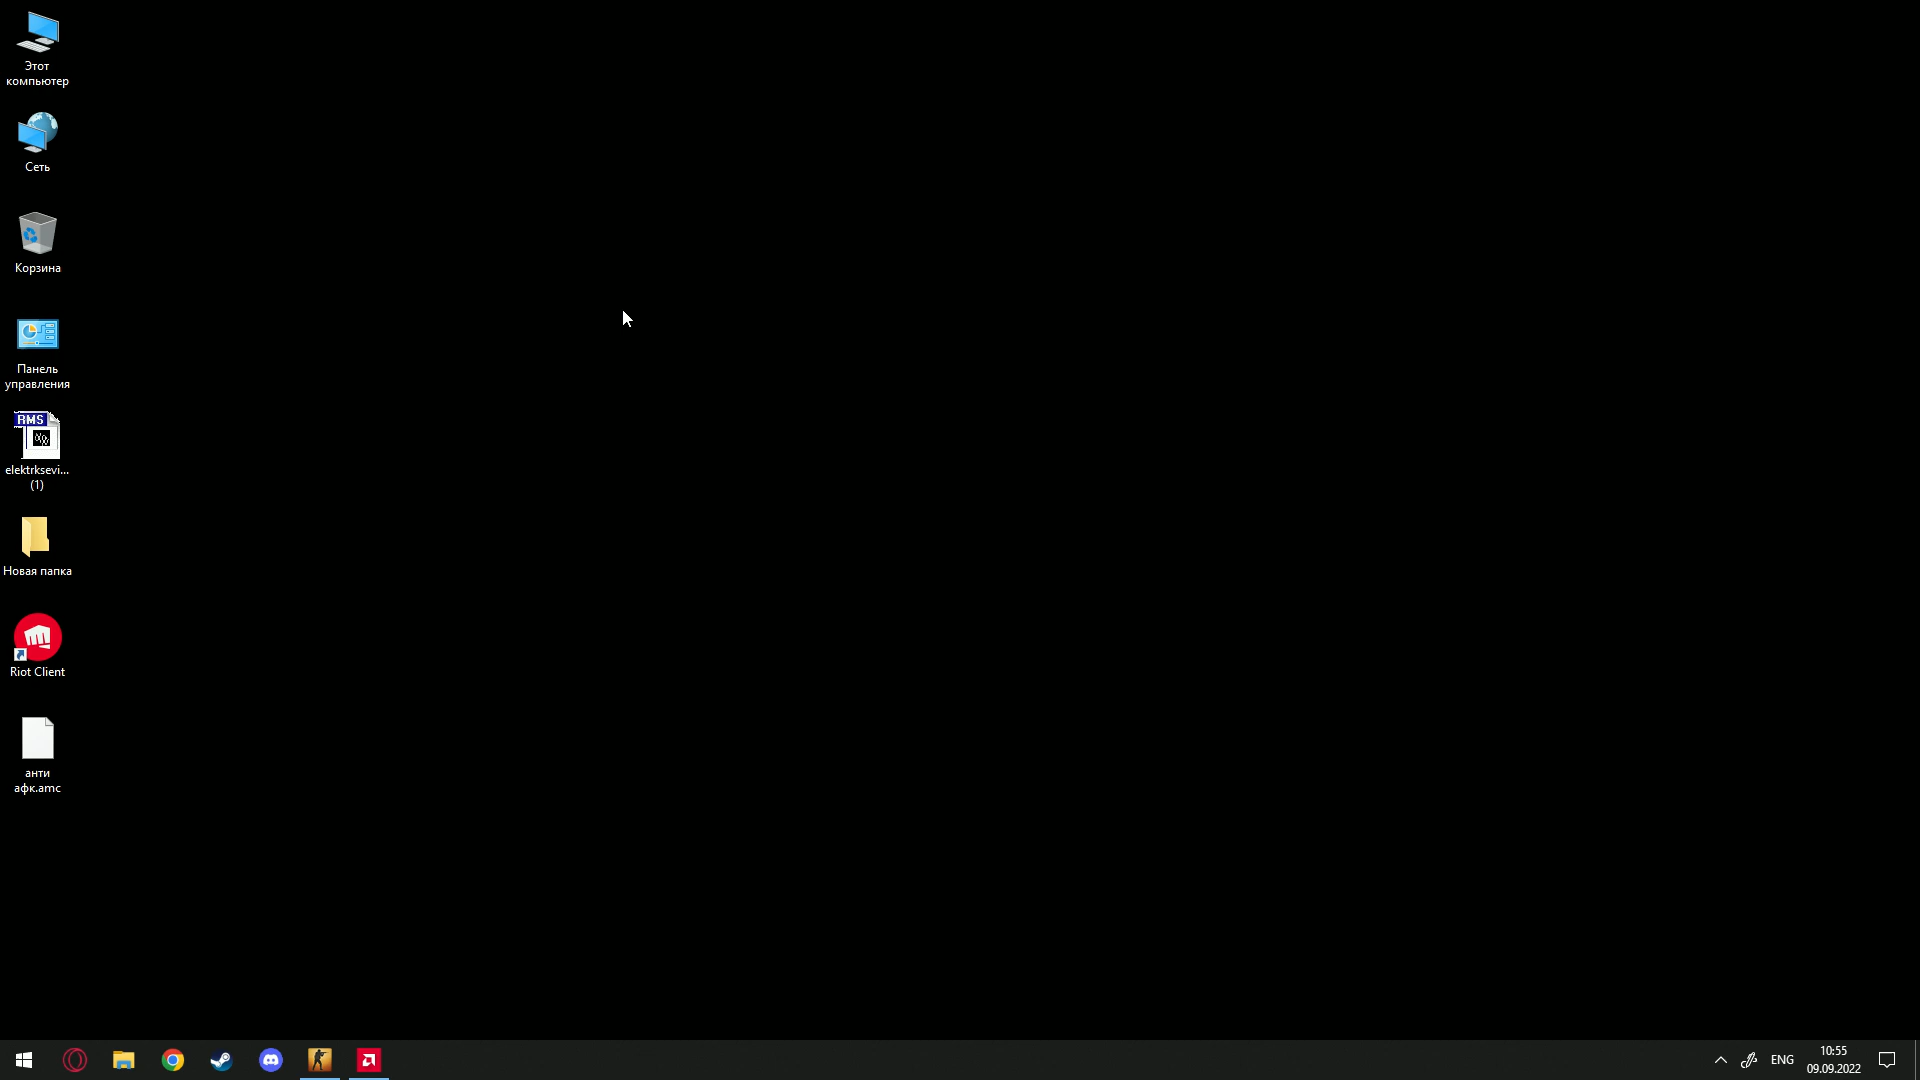 Этот
компьютер
Сеть
Корзина
Панель
управления
RMS
elektrksevi...
(1)
Новая папка
Riot Client
анти
афк.amc
ENG
10:55
09.09.2022